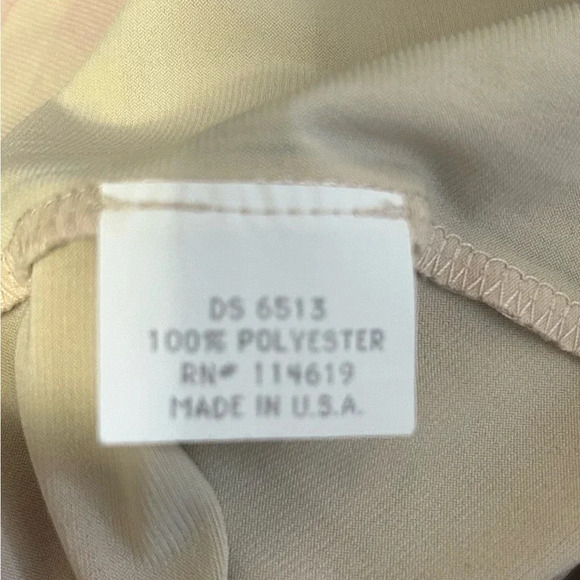 DS 6513
100% POLYESTER
RN# 114619
MADE IN U.S.A.